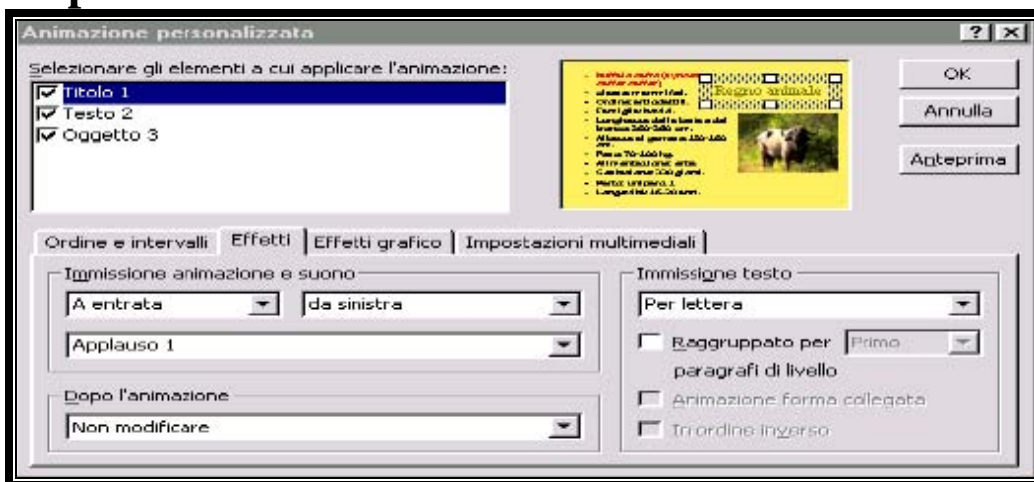 Animazione personalizzata
Selezionare gli elementi a cui applicare l'animazione:
Titolo 1
Testo 2
Oggetto 3
Regno animale
OK
Annulla
Anteprima
Ordine e intervalli Effetti Effetti grafico Impostazioni multimediali
Immissione animazione e suono
A entrata da sinistra
Applauso 1
Dopo l'animazione
Non modificare
Immissione testo
Per lettera
Raggruppato per Primo
paragrafi di livello
Animazione forma collegata
In ordine inverso